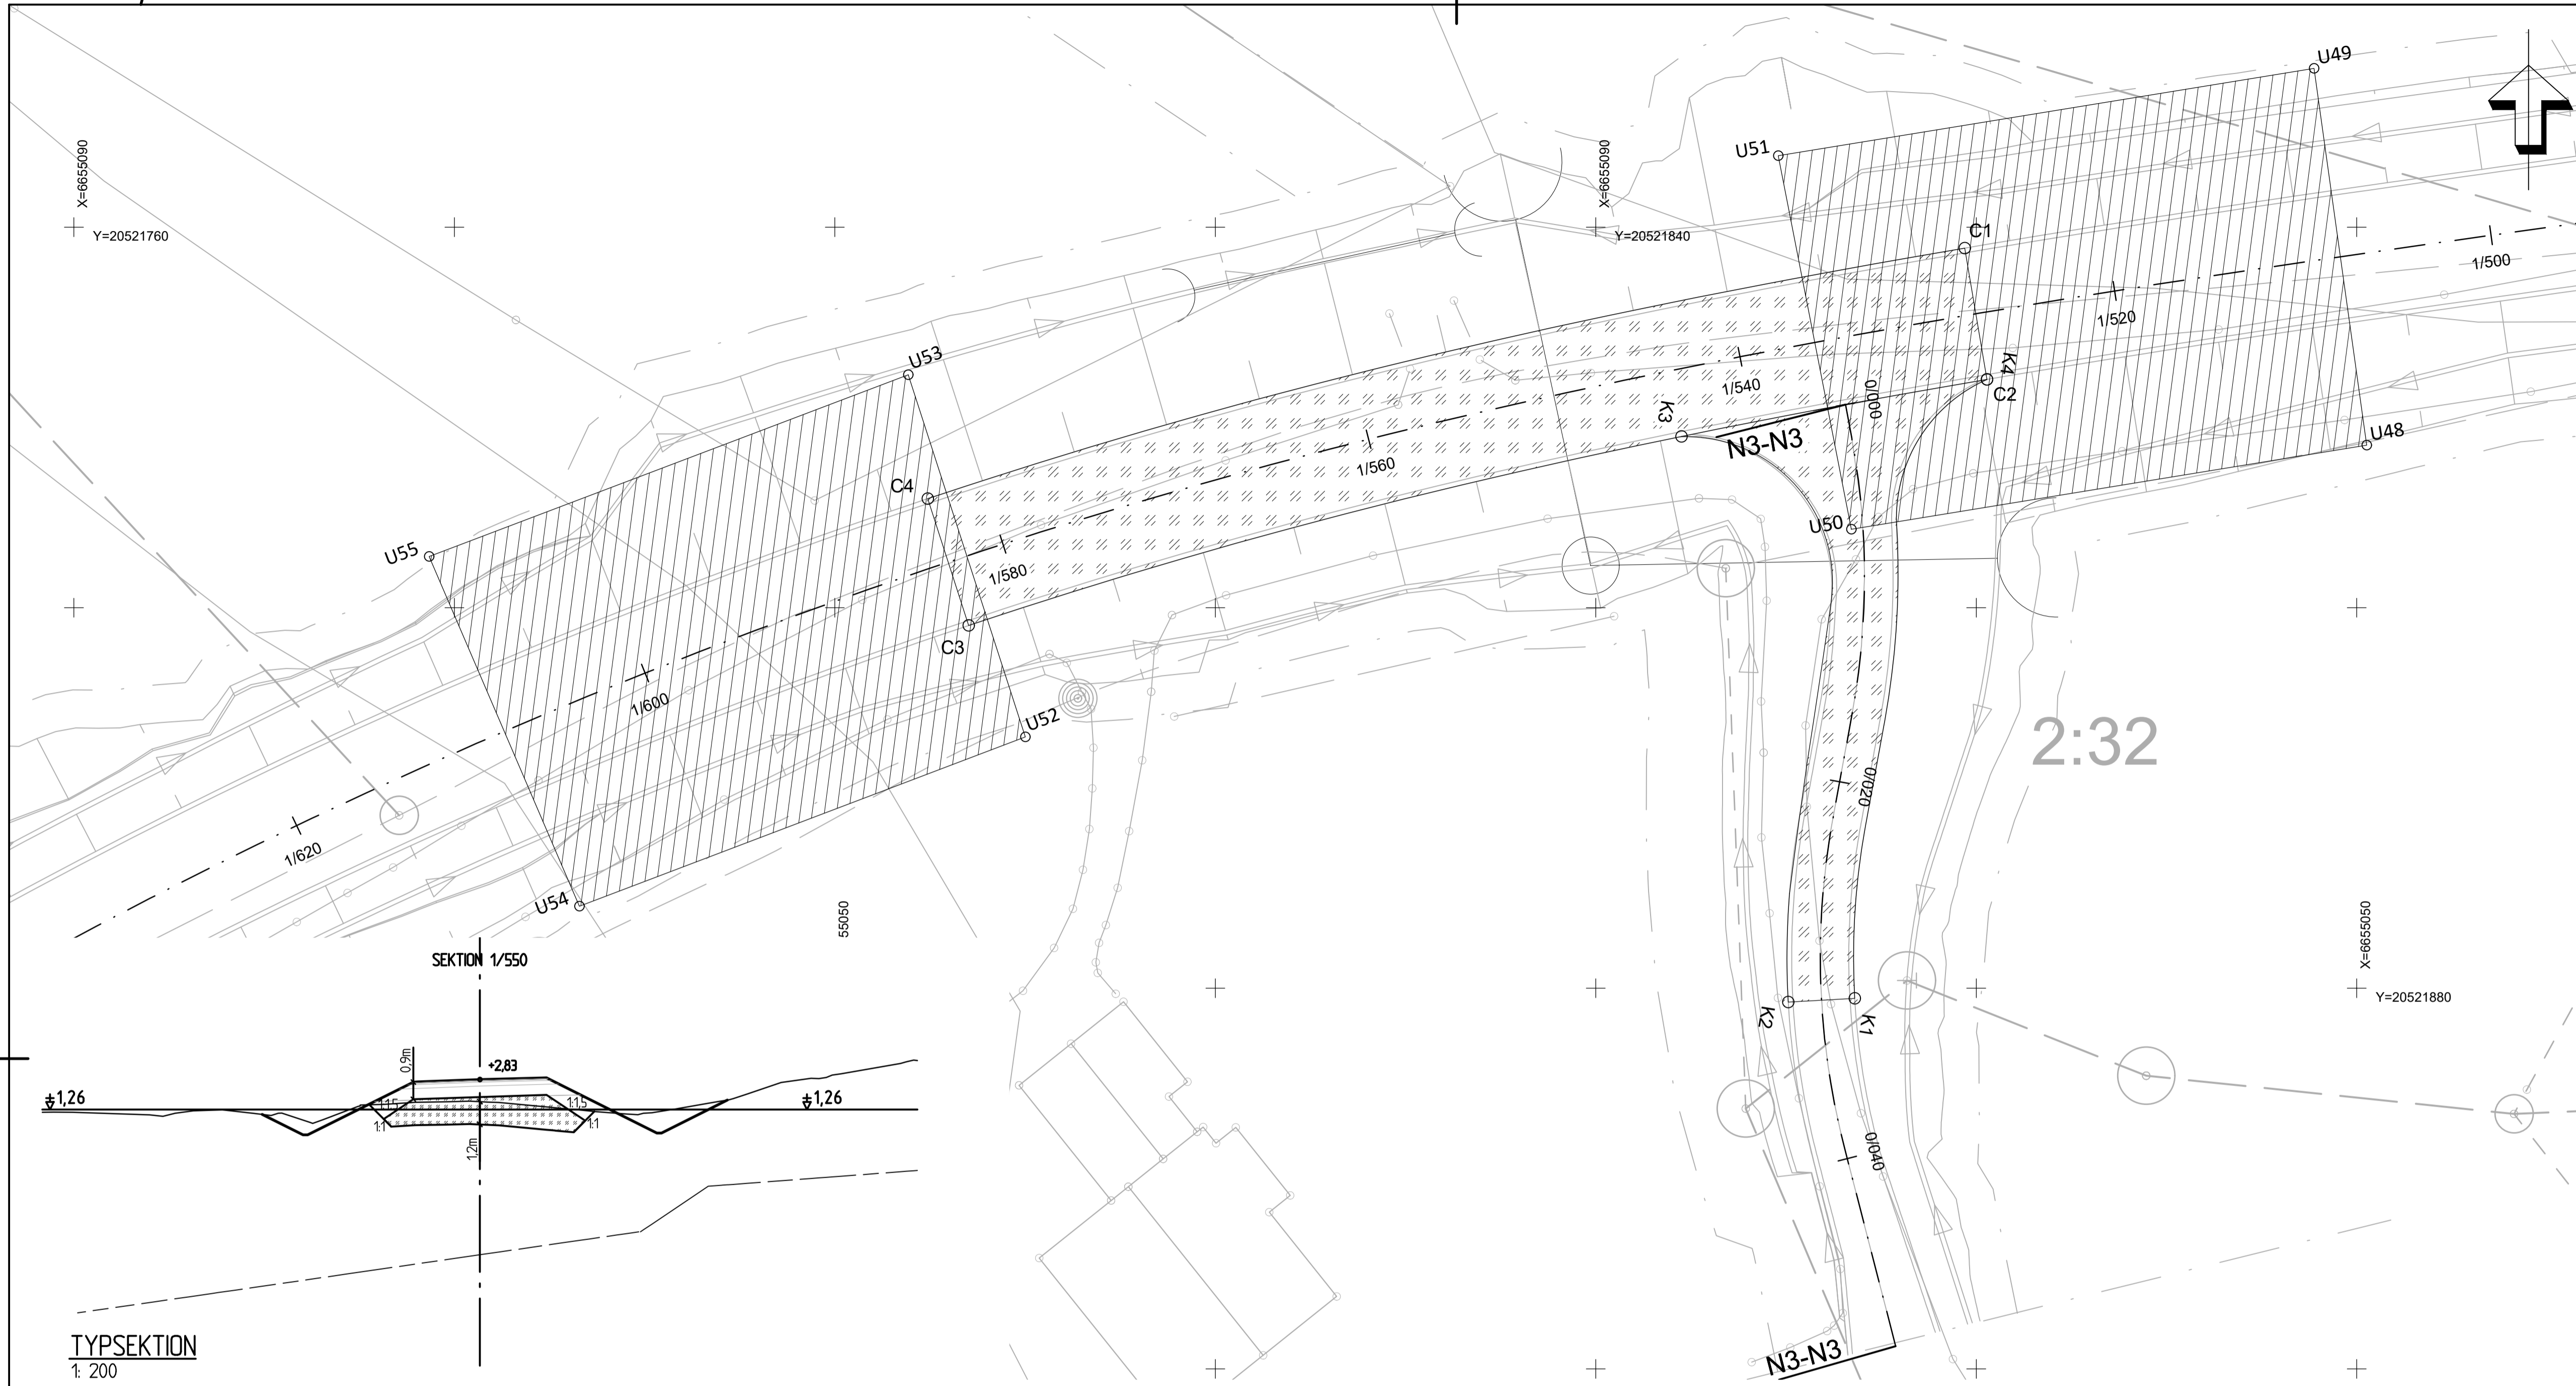 U49
X=6655090
X=6655090
U51
Y=20521760
Y=20521840
C1
1/500
1/520
U53
K4
1/540
0/000
C2
K3
N3-N3
U48
1/560
C4
U50
U55
1/580
C3
1/600
U52
2:32
0/020
1/620
U54
55050
X=6655050
SEKTION 1/550
Y=20521880
K2
K1
0,9m
+2,83
+1,26
+1,26
1:1,5
1:1,5
1:1
1:1
1,2m
0/040
TYPSEKTION
1: 200
N3-N3